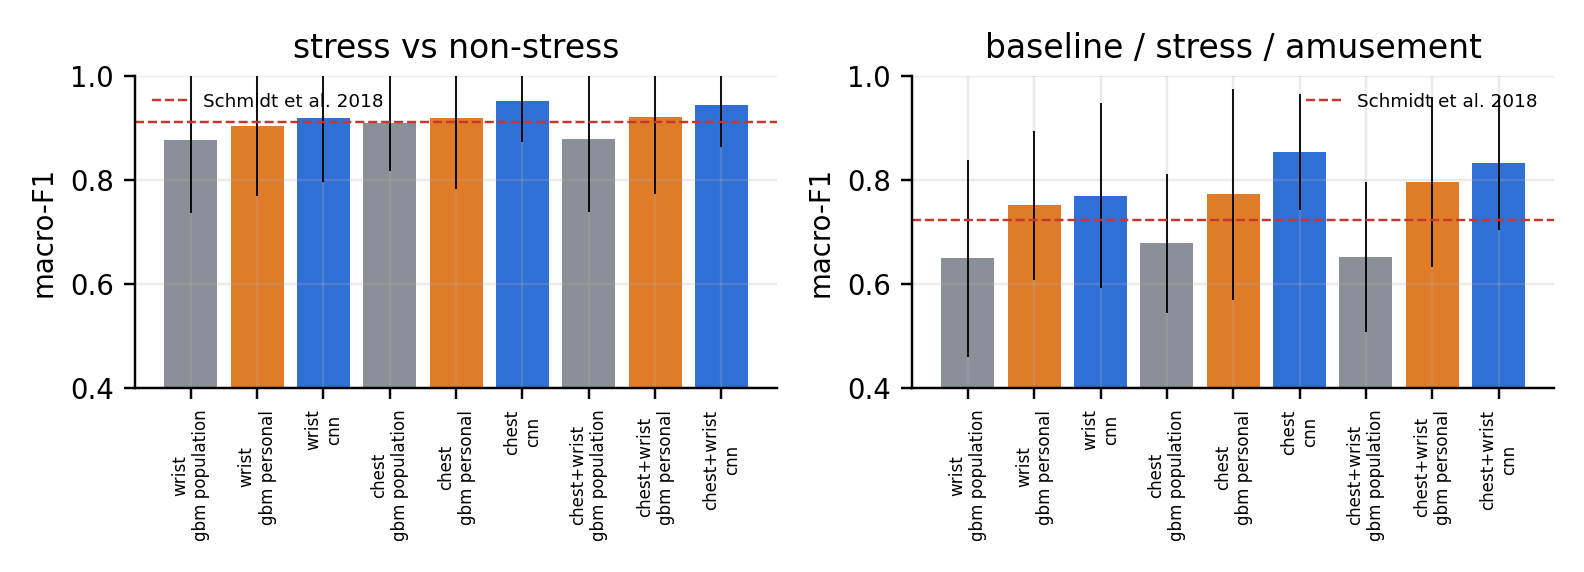 stress vs non-stress
macro-F1
1.0
0.8
0.6
0.4
Schmidt et al. 2018
wrist
gbm population
wrist
gbm personal
wrist
cnn
chest
gbm population
chest
gbm personal
chest
cnn
chest+wrist
gbm population
chest+wrist
gbm personal
chest+wrist
cnn
baseline / stress / amusement
macro-F1
1.0
0.8
0.6
0.4
Schmidt et al. 2018
wrist
gbm population
wrist
gbm personal
wrist
cnn
chest
gbm population
chest
gbm personal
chest
cnn
chest+wrist
gbm population
chest+wrist
gbm personal
chest+wrist
cnn